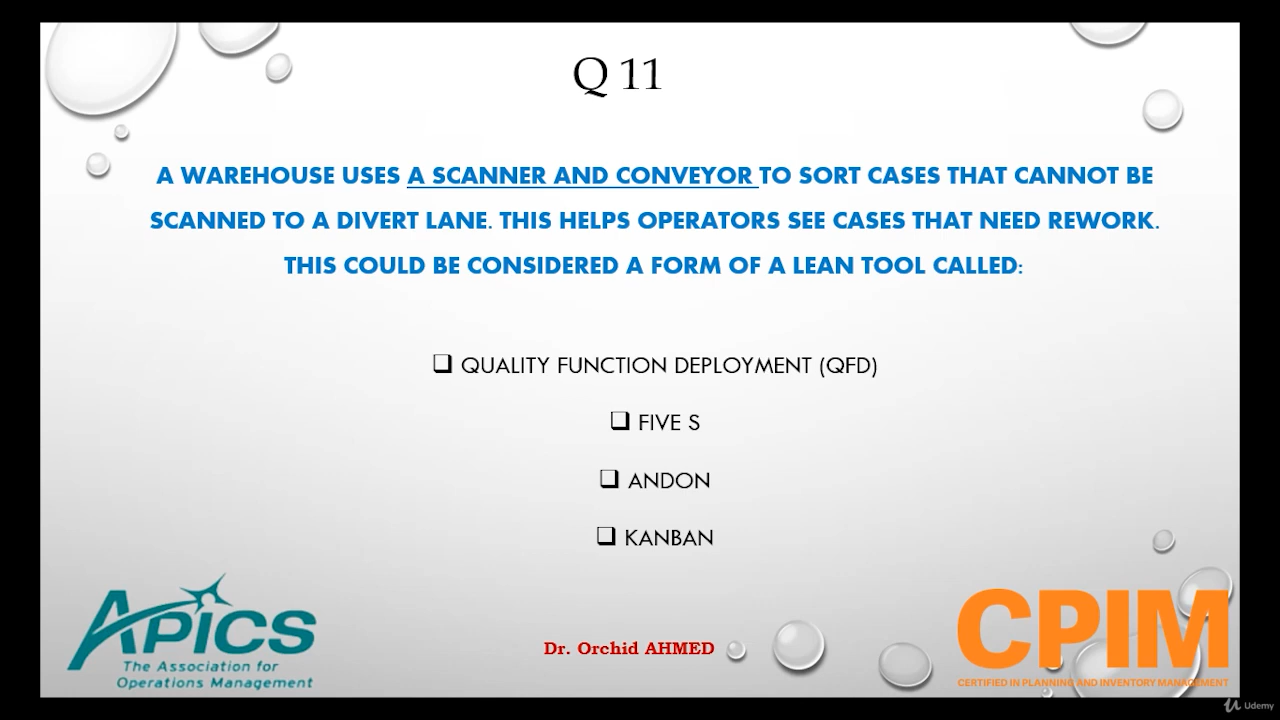 Q 11
A WAREHOUSE USES A SCANNER AND CONVEYOR TO SORT CASES THAT CANNOT BE
SCANNED TO A DIVERT LANE. THIS HELPS OPERATORS SEE CASES THAT NEED REWORK.
THIS COULD BE CONSIDERED A FORM OF A LEAN TOOL CALLED:
❑ QUALITY FUNCTION DEPLOYMENT (QFD)
❑ FIVE S
❑ ANDON
❑ KANBAN
APICS
The Association for
Operations Management
Dr. Orchid AHMED
CPIM
CERTIFIED IN PLANNING AND INVENTORY MANAGEMENT
Udemy